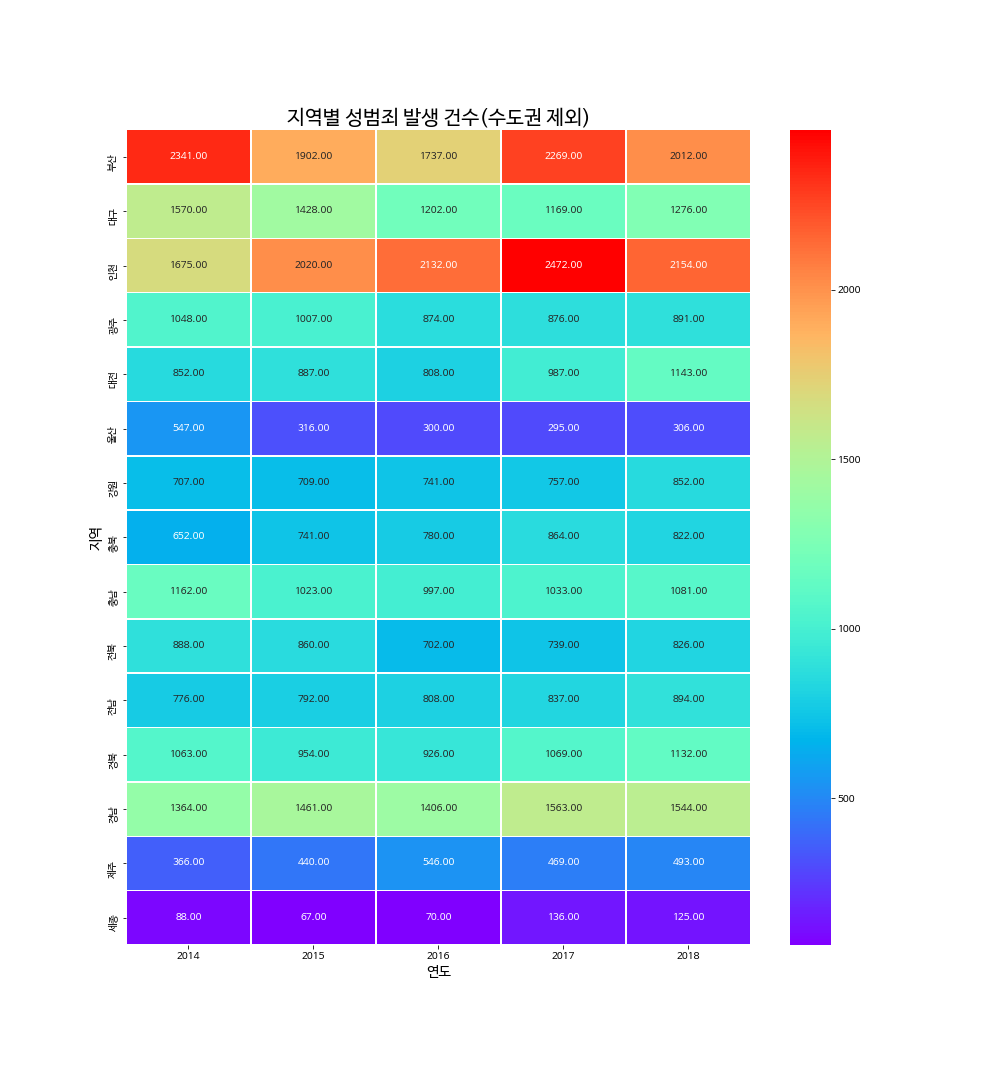 지역별 성범죄 발생 건수(수도권 제외)
부산 2341.00 1902.00 1737.00 2269.00 2012.00
대구 1570.00 1428.00 1202.00 1169.00 1276.00
인천 1675.00 2020.00 2132.00 2472.00 2154.00
광주 1048.00 1007.00 874.00 876.00 891.00
대전 852.00 887.00 808.00 987.00 1143.00
울산 547.00 316.00 300.00 295.00 306.00
강원 707.00 709.00 741.00 757.00 852.00
충북 652.00 741.00 780.00 864.00 822.00
충남 1162.00 1023.00 997.00 1033.00 1081.00
전북 888.00 860.00 702.00 739.00 826.00
전남 776.00 792.00 808.00 837.00 894.00
경북 1063.00 954.00 926.00 1069.00 1132.00
경남 1364.00 1461.00 1406.00 1563.00 1544.00
제주 366.00 440.00 546.00 469.00 493.00
세종 88.00 67.00 70.00 136.00 125.00
2014 2015 2016 2017 2018
연도
지역
2000
1500
1000
500